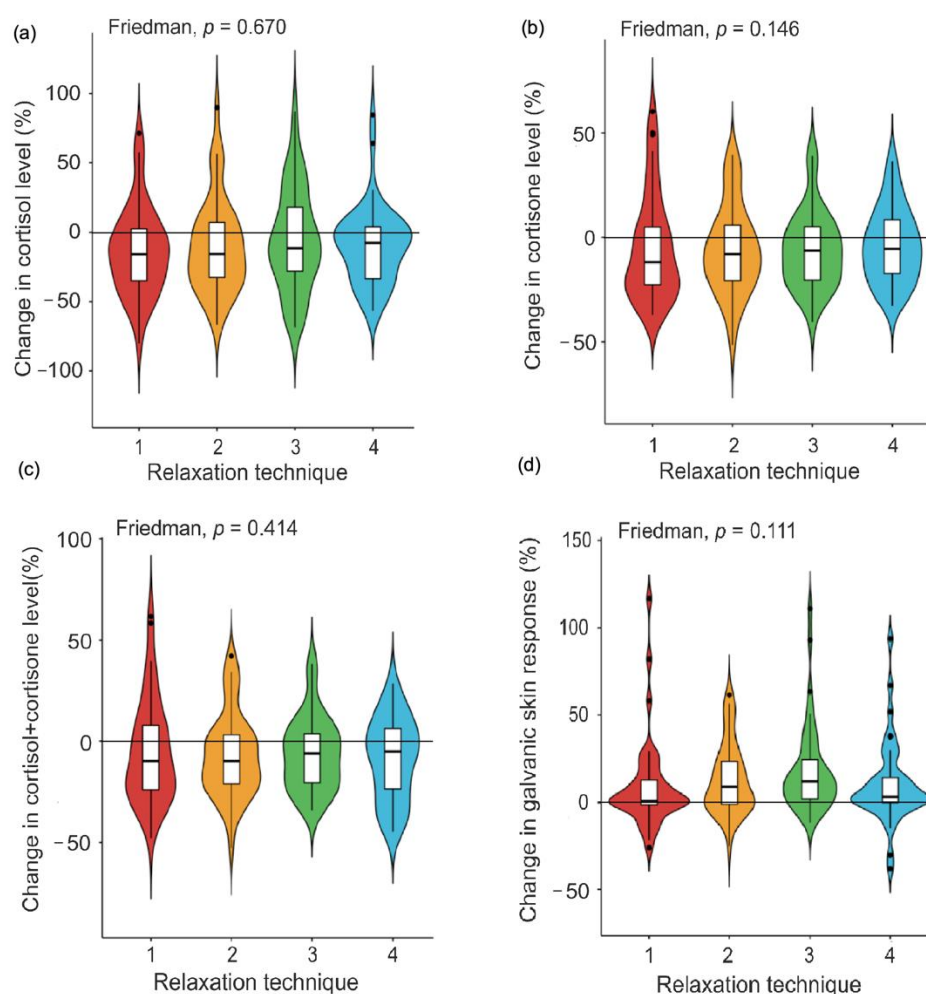 (a)
Friedman, p = 0.670
Change in cortisol level (%)
100
50
0
−50
−100
1 2 3 4
Relaxation technique
(b)
Friedman, p = 0.146
Change in cortisone level (%)
50
0
−50
1 2 3 4
Relaxation technique
(c)
Friedman, p = 0.414
Change in cortisol+cortisone level(%)
100
50
0
−50
1 2 3 4
Relaxation technique
(d)
Friedman, p = 0.111
Change in galvanic skin response (%)
150
100
50
0
−50
1 2 3 4
Relaxation technique